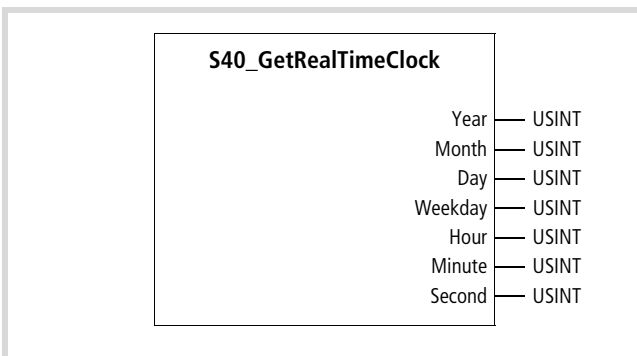 S40_GetRealTimeClock
Year USINT
Month USINT
Day USINT
Weekday USINT
Hour USINT
Minute USINT
Second USINT